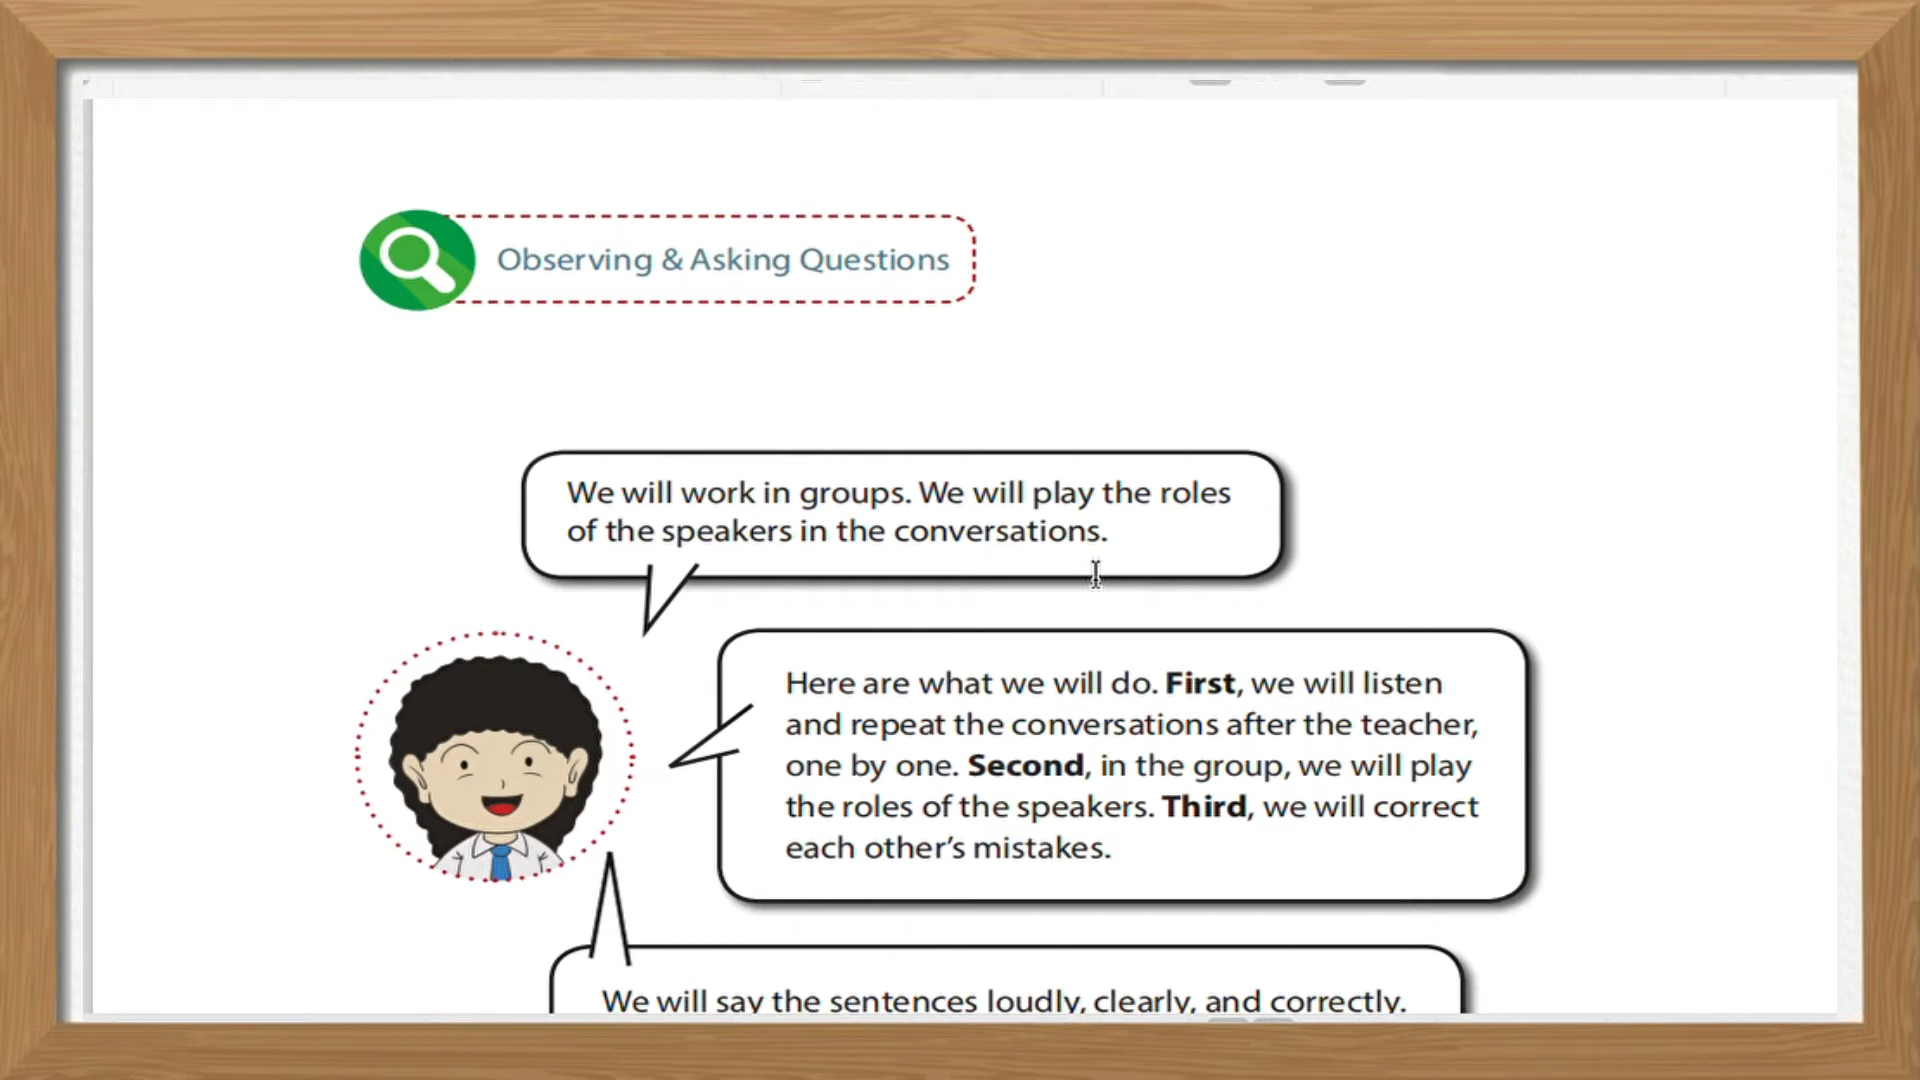 Observing & Asking Questions
We will work in groups. We will play the roles
of the speakers in the conversations.
Here are what we will do. First, we will listen
and repeat the conversations after the teacher,
one by one. Second, in the group, we will play
the roles of the speakers. Third, we will correct
each other’s mistakes.
We will say the sentences loudly, clearly, and correctly.